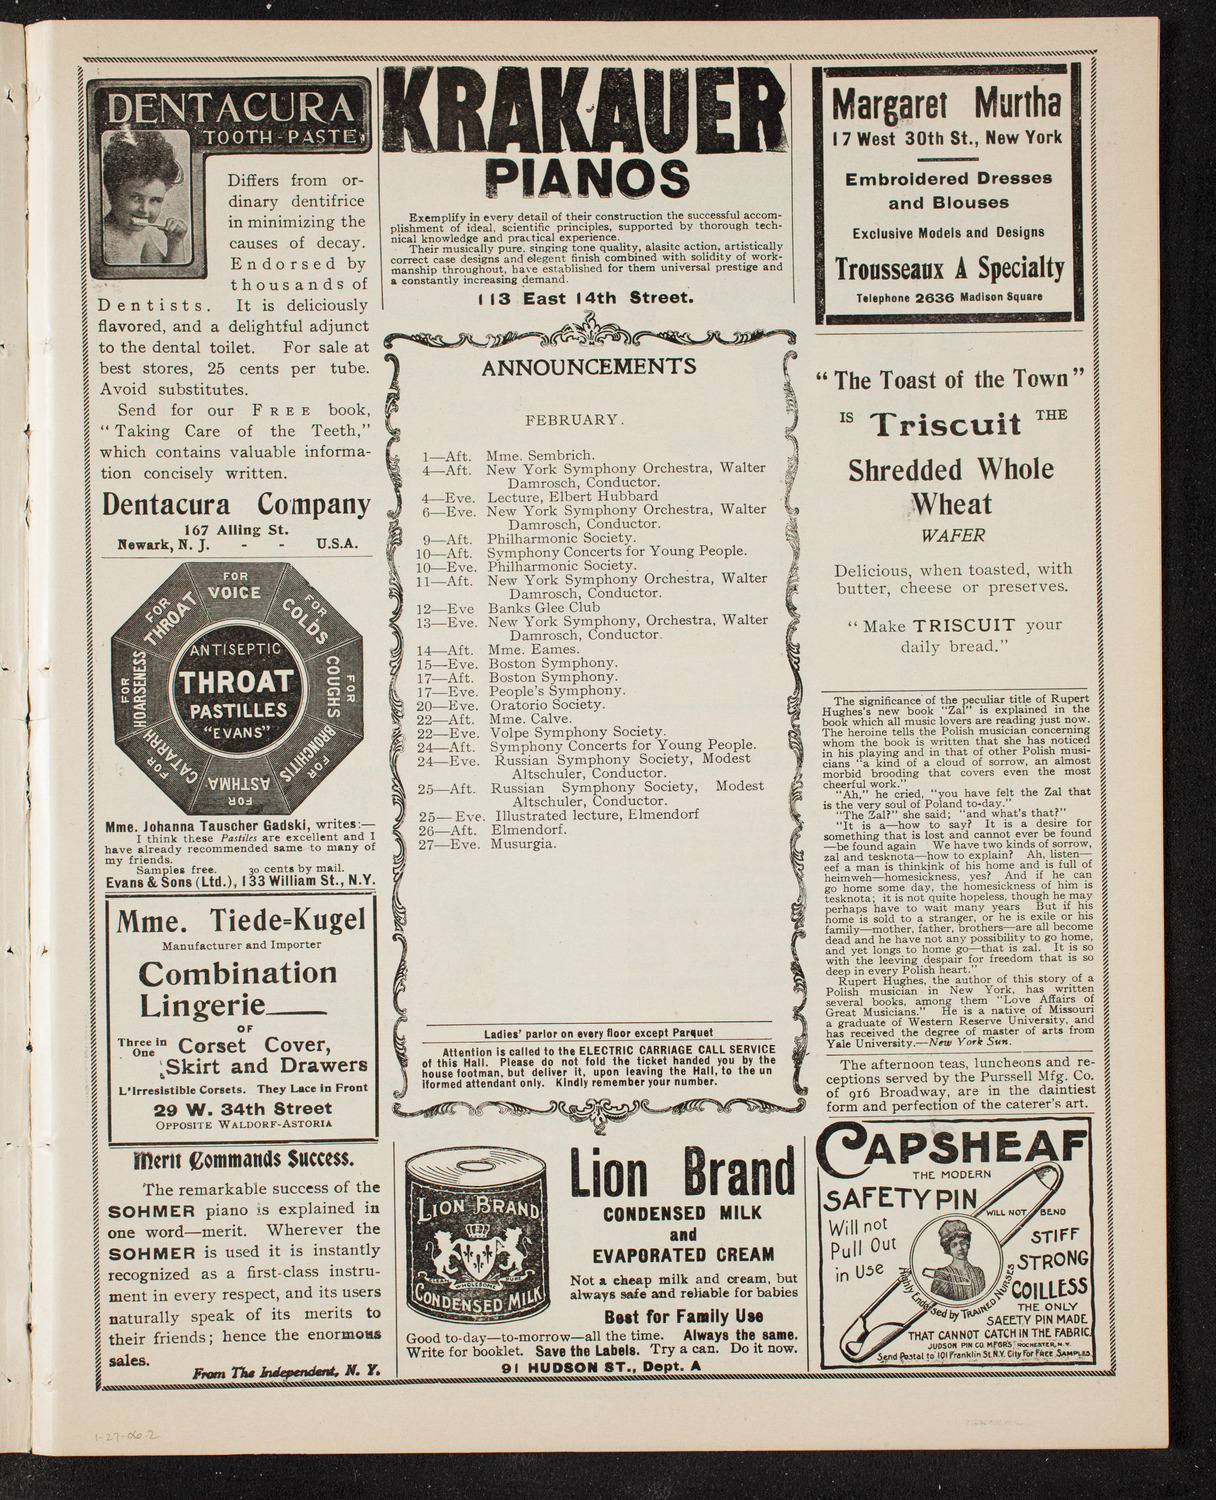 DENTACURA
TOOTH-PASTE
Differs from or-
dinary dentifrice
in minimizing the
causes of decay.
Endorsed by
thousands of
Dentists. It is deliciously
flavored, and a delightful adjunct
to the dental toilet. For sale at
best stores, 25 cents per tube.
Avoid substitutes.
Send for our FREE book,
"Taking Care of the Teeth,"
which contains valuable informa-
tion concisely written.
Dentacura Company
167 Alling St.
Newark, N. J. - - U.S.A.
FOR VOICE
FOR COLDS
FOR COUGHS
FOR BRONCHITIS
FOR ASTHMA
FOR CATARRH
FOR HOARSENESS
FOR THROAT
ANTISEPTIC
THROAT
PASTILLES
"EVANS"
Mme. Johanna Tauscher Gadski, writes:—
I think these Pastiles are excellent and I
have already recommended same to many of
my friends.
Samples free. 30 cents by mail.
Evans & Sons (Ltd.), 133 William St., N.Y.
Mme. Tiede=Kugel
Manufacturer and Importer
Combination
Lingerie
OF
Three in One Corset Cover,
Skirt and Drawers
L'Irresistible Corsets. They Lace in Front
29 W. 34th Street
OPPOSITE WALDORF-ASTORIA
Merit Commands Success.
The remarkable success of the
SOHMER piano is explained in
one word—merit. Wherever the
SOHMER is used it is instantly
recognized as a first-class instru-
ment in every respect, and its users
naturally speak of its merits to
their friends; hence the enormous
sales.
From The Independent, N. Y.
KRAKAUER
PIANOS
Exemplify in every detail of their construction the successful accom-
plishment of ideal, scientific principles, supported by thorough tech-
nical knowledge and practical experience.
Their musically pure, singing tone quality, alasitc action, artistically
correct case designs and elegent finish combined with solidity of work-
manship throughout, have established for them universal prestige and
a constantly increasing demand.
113 East 14th Street.
ANNOUNCEMENTS
FEBRUARY.
1—Aft. Mme. Sembrich.
4—Aft. New York Symphony Orchestra, Walter
Damrosch, Conductor.
4—Eve. Lecture, Elbert Hubbard
6—Eve. New York Symphony Orchestra, Walter
Damrosch, Conductor.
9—Aft. Philharmonic Society.
10—Aft. Symphony Concerts for Young People.
10—Eve. Philharmonic Society.
11—Aft. New York Symphony Orchestra, Walter
Damrosch, Conductor.
12—Eve Banks Glee Club
13—Eve. New York Symphony, Orchestra, Walter
Damrosch, Conductor.
14—Aft. Mme. Eames.
15—Eve. Boston Symphony.
17—Aft. Boston Symphony.
17—Eve. People's Symphony.
20—Eve. Oratorio Society.
22—Aft. Mme. Calve.
22—Eve. Volpe Symphony Society.
24—Aft. Symphony Concerts for Young People.
24—Eve. Russian Symphony Society, Modest
Altschuler, Conductor.
25—Aft. Russian Symphony Society, Modest
Altschuler, Conductor.
25—Eve. Illustrated lecture, Elmendorf
26—Aft. Elmendorf.
27—Eve. Musurgia.
Ladies' parlor on every floor except Parquet
Attention is called to the ELECTRIC CARRIAGE CALL SERVICE
of this Hall. Please do not fold the ticket handed you by the
house footman, but deliver it, upon leaving the Hall, to the un
iformed attendant only. Kindly remember your number.
LION BRAND
CLEAN WHOLESOME PURE
CONDENSED MILK
Lion Brand
CONDENSED MILK
and
EVAPORATED CREAM
Not a cheap milk and cream, but
always safe and reliable for babies
Best for Family Use
Good to-day—to-morrow—all the time. Always the same.
Write for booklet. Save the Labels. Try a can. Do it now.
91 HUDSON ST., Dept. A
Margaret Murtha
17 West 30th St., New York
Embroidered Dresses
and Blouses
Exclusive Models and Designs
Trousseaux A Specialty
Telephone 2636 Madison Square
"The Toast of the Town"
IS Triscuit THE
Shredded Whole
Wheat
WAFER
Delicious, when toasted, with
butter, cheese or preserves.
"Make TRISCUIT your
daily bread."
The significance of the peculiar title of Rupert
Hughes's new book "Zal" is explained in the
book which all music lovers are reading just now.
The heroine tells the Polish musician concerning
whom the book is written that she has noticed
in his playing and in that of other Polish musi-
cians "a kind of a cloud of sorrow, an almost
morbid brooding that covers even the most
cheerful work."
"Ah," he cried, "you have felt the Zal that
is the very soul of Poland to-day."
"The Zal?" she said; "and what's that?"
"It is a—how to say? It is a desire for
something that is lost and cannot ever be found
—be found again We have two kinds of sorrow,
zal and tesknota—how to explain? Ah, listen—
eef a man is thinkink of his home and is full of
heimweh—homesickness, yes? And if he can
go home some day, the homesickness of him is
tesknota; it is not quite hopeless, though he may
perhaps have to wait many years But if his
home is sold to a stranger, or he is exile or his
family—mother, father, brothers—are all become
dead and he have not any possibility to go home,
and yet longs to home go—that is zal. It is so
with the leeving despair for freedom that is so
deep in every Polish heart."
Rupert Hughes, the author of this story of a
Polish musician in New York, has written
several books, among them "Love Affairs of
Great Musicians." He is a native of Missouri
a graduate of Western Reserve University, and
has received the degree of master of arts from
Yale University.—New York Sun.
The afternoon teas, luncheons and re-
ceptions served by the Purssell Mfg. Co.
of 916 Broadway, are in the daintiest
form and perfection of the caterer's art.
CAPSHEAF
THE MODERN
SAFETY PIN
WILL NOT BEND
Will not
Pull Out
in Use
STIFF
STRONG
COILLESS
Highly Endorsed by TRAINED NURSES
THE ONLY
SAFETY PIN MADE
THAT CANNOT CATCH IN THE FABRIC.
JUDSON PIN CO. MFGRS. ROCHESTER, N.Y.
Send Postal to 101 Franklin St. N.Y. City for FREE SAMPLES.
1-27-06-2